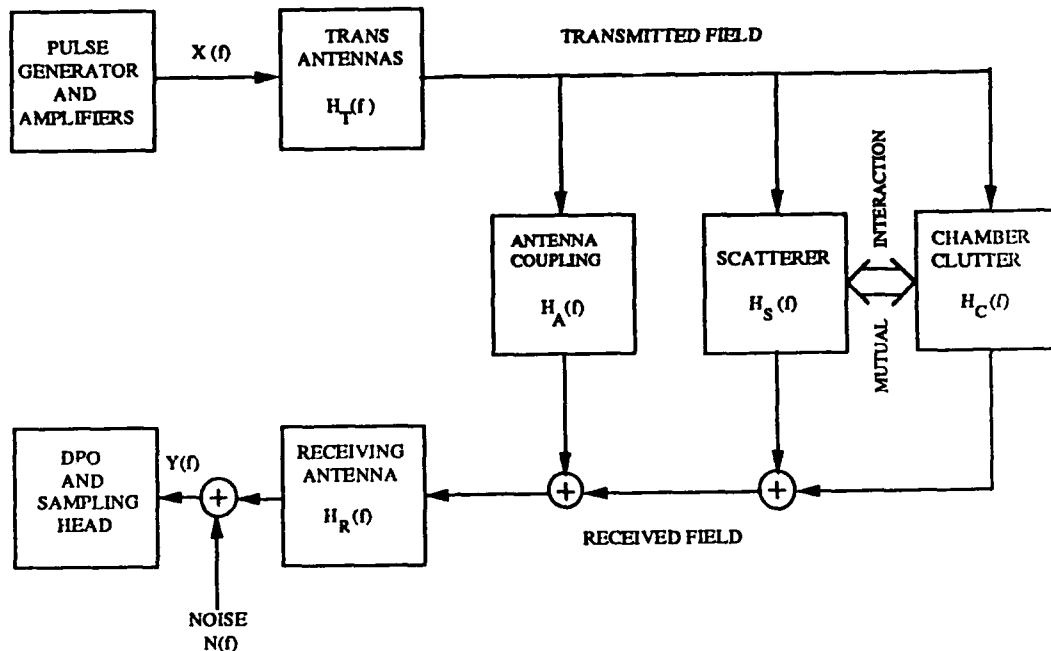 PULSE
GENERATOR
AND
AMPLIFIERS
X (f)
TRANS
ANTENNAS
H_T(f)
TRANSMITTED FIELD
ANTENNA
COUPLING
H_A(f)
SCATTERER
H_S(f)
MUTUAL INTERACTION
CHAMBER
CLUTTER
H_C(f)
DPO
AND
SAMPLING
HEAD
Y(f)
+
NOISE
N(f)
RECEIVING
ANTENNA
H_R(f)
+
+
RECEIVED FIELD